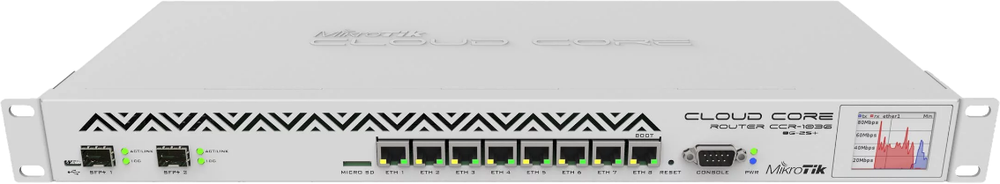 MikroTik
CLOUD CORE
CLOUD CORE
ROUTER CCR-1036
8G-2S+
BOOT
SFP+ 1
ACT/LINK
10G
SFP+ 2
ACT/LINK
10G
MICRO SD
ETH 1
ETH 2
ETH 3
ETH 4
ETH 5
ETH 6
ETH 7
ETH 8
RESET
CONSOLE
PWR
MikroTik
tx rx ether1 Min
80Mbps
60Mbps
40Mbps
20Mbps